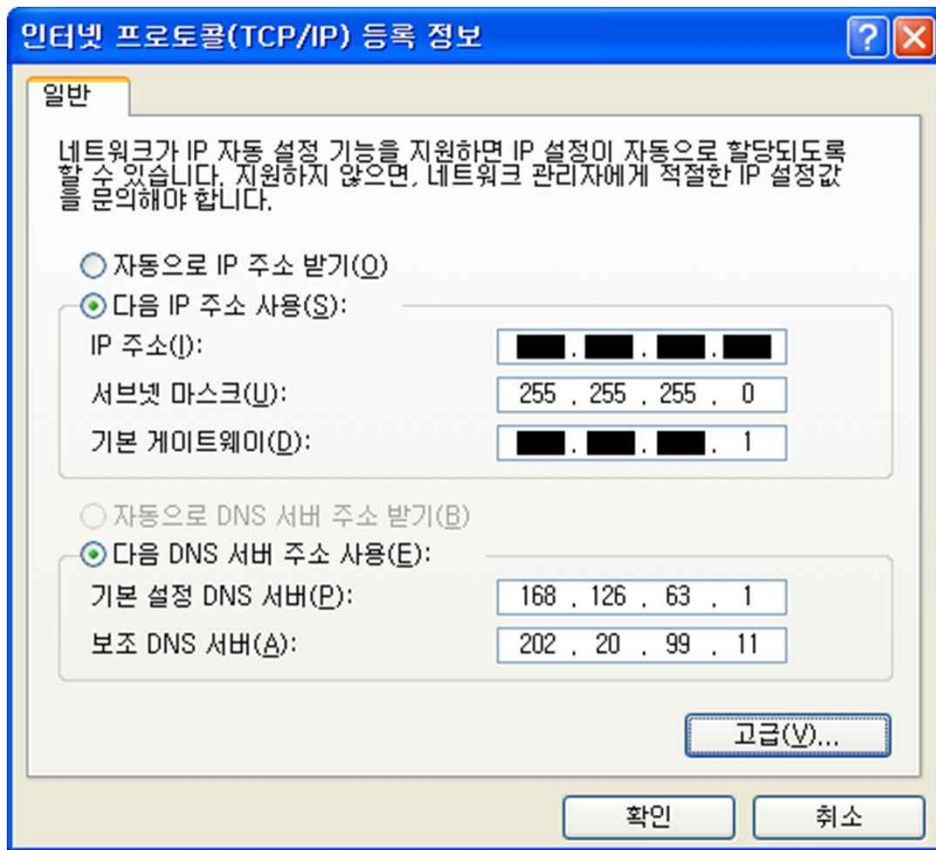 인터넷 프로토콜(TCP/IP) 등록 정보
일반
네트워크가 IP 자동 설정 기능을 지원하면 IP 설정이 자동으로 할당되도록
할 수 있습니다. 지원하지 않으면, 네트워크 관리자에게 적절한 IP 설정값
을 문의해야 합니다.
자동으로 IP 주소 받기(O)
다음 IP 주소 사용(S):
IP 주소(I):
서브넷 마스크(U): 255 . 255 . 255 . 0
기본 게이트웨이(D): . . . 1
자동으로 DNS 서버 주소 받기(B)
다음 DNS 서버 주소 사용(E):
기본 설정 DNS 서버(P): 168 . 126 . 63 . 1
보조 DNS 서버(A): 202 . 20 . 99 . 11
고급(V)...
확인 취소